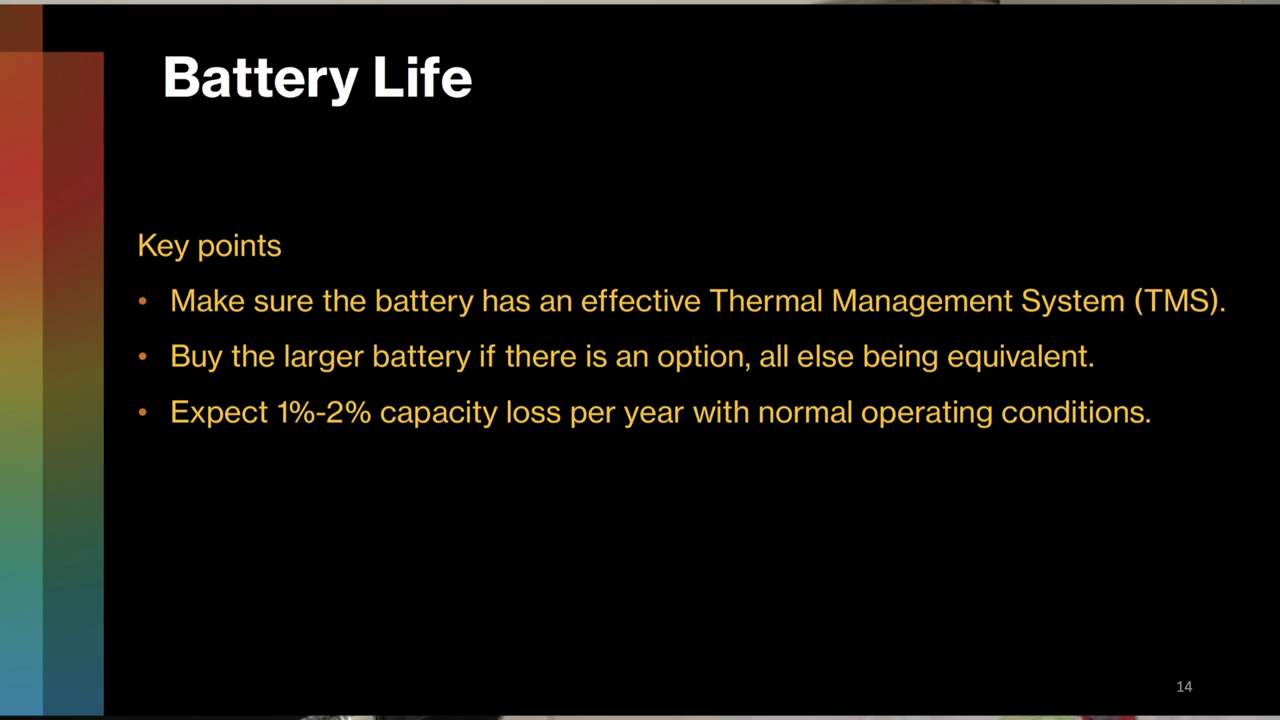 Battery Life
Key points
• Make sure the battery has an effective Thermal Management System (TMS).
• Buy the larger battery if there is an option, all else being equivalent.
• Expect 1%-2% capacity loss per year with normal operating conditions.
14